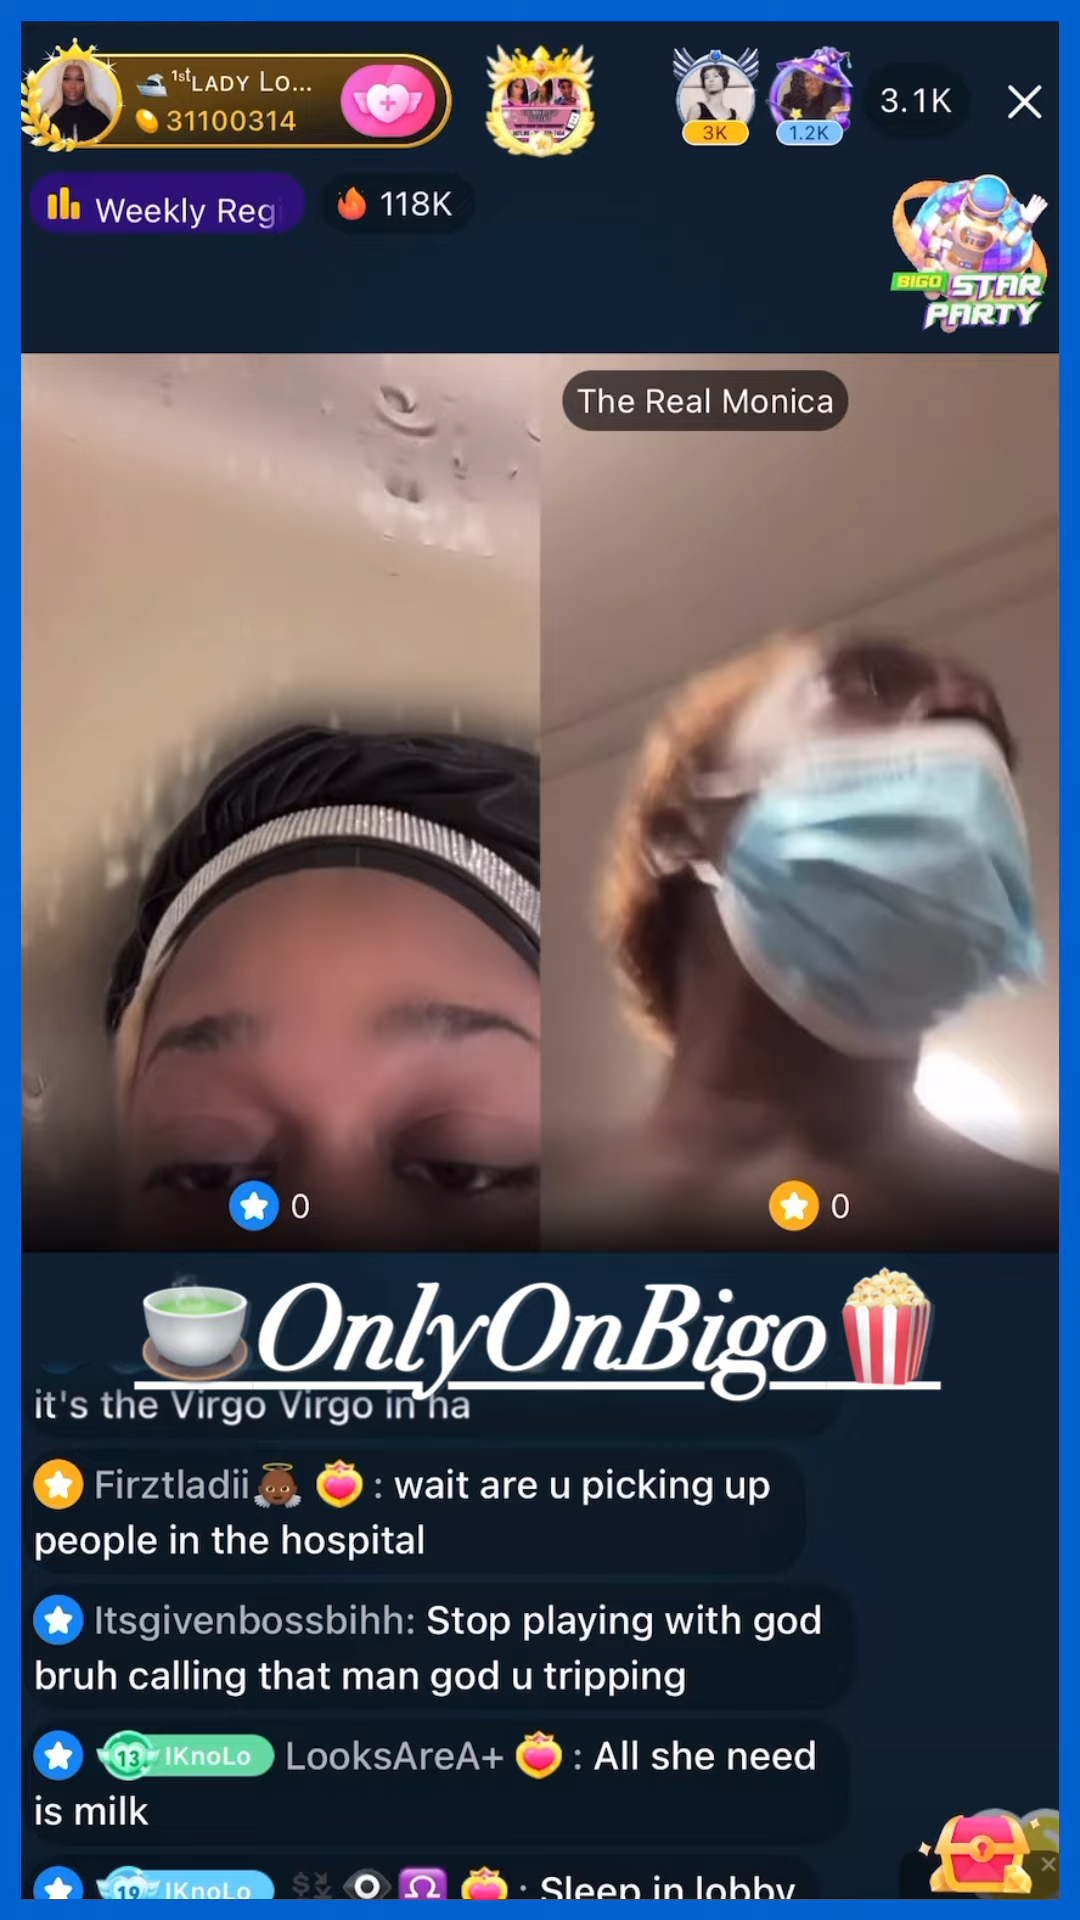 1stLADY LO...
31100314
3K
1.2K
3.1K
Weekly Reg
118K
BIGO STAR
PARTY
The Real Monica
0
0
OnlyOnBigo
it's the Virgo Virgo in ha
Firztladii : wait are u picking up
people in the hospital
Itsgivenbossbihh: Stop playing with god
bruh calling that man god u tripping
13 IKnoLo LooksAreA+ : All she need
is milk
19 IKnoLo : Sleep in lobby